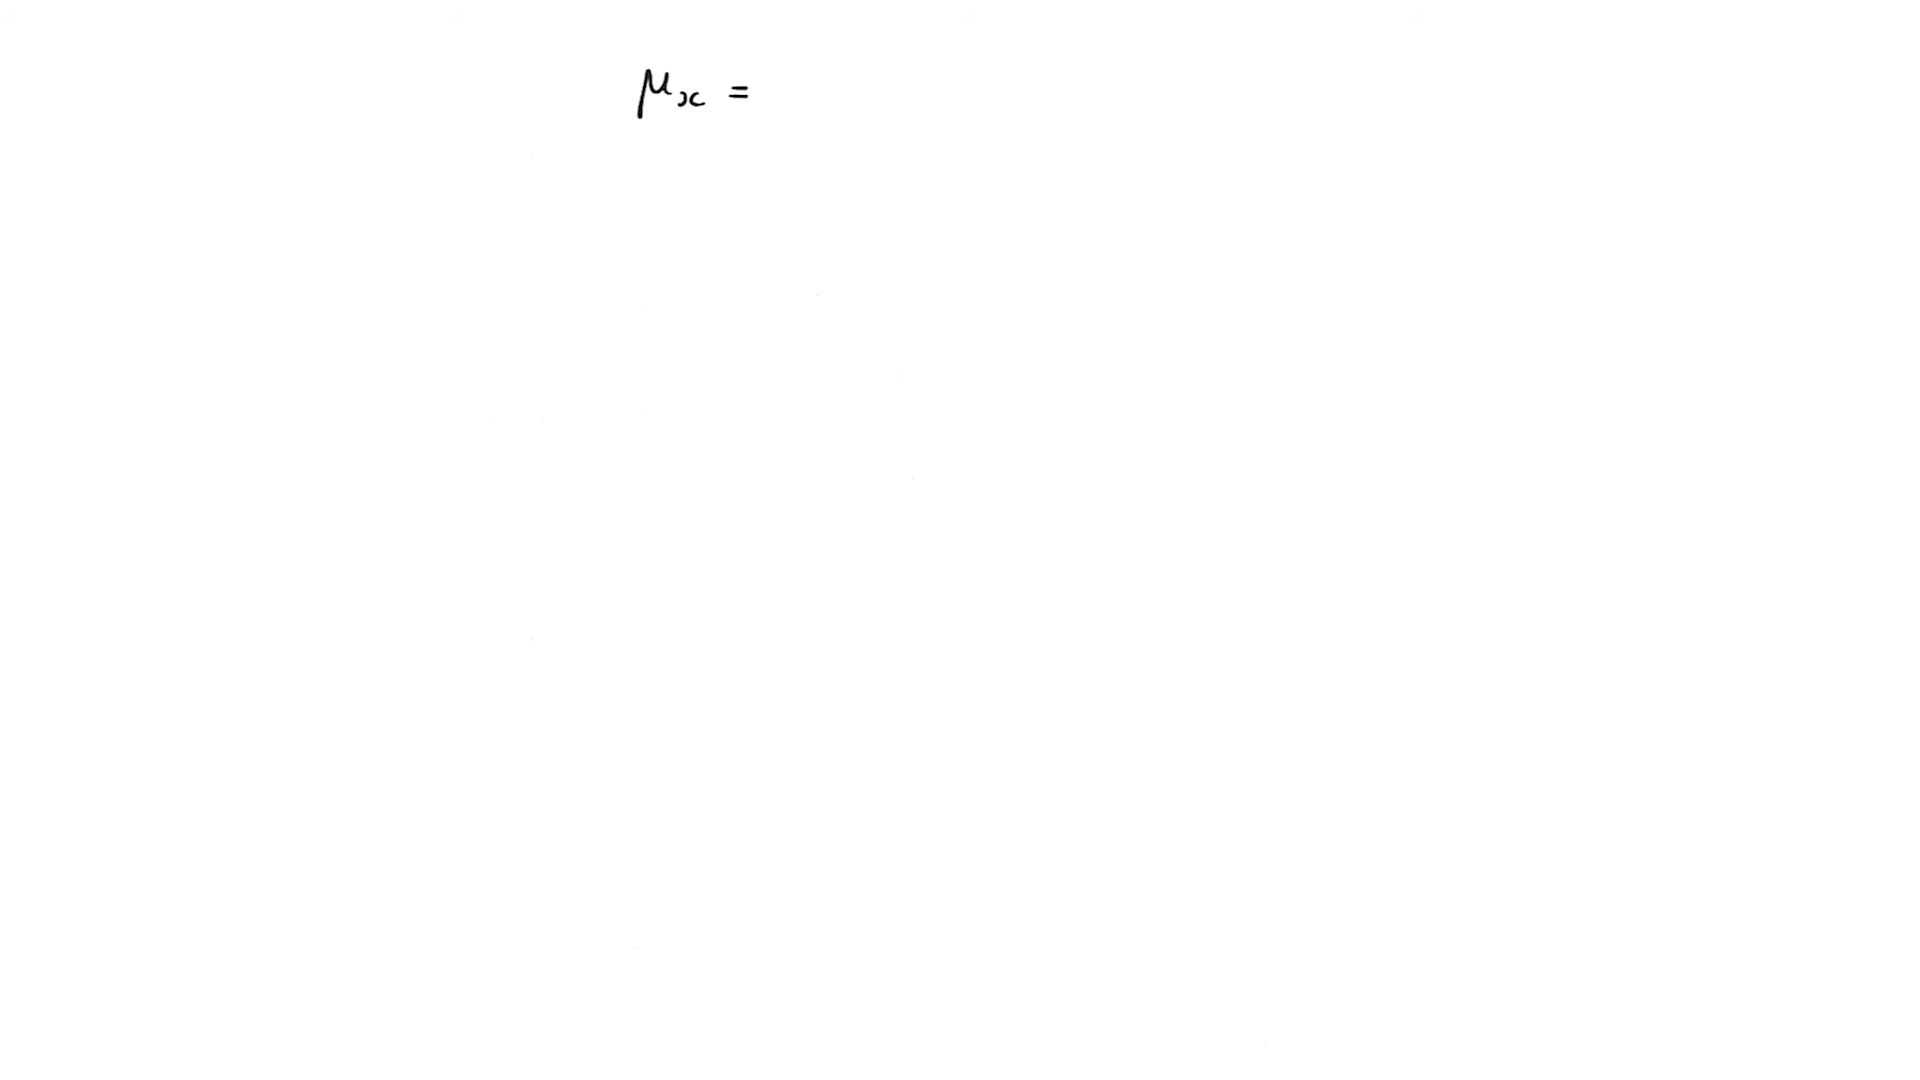 μₓ =